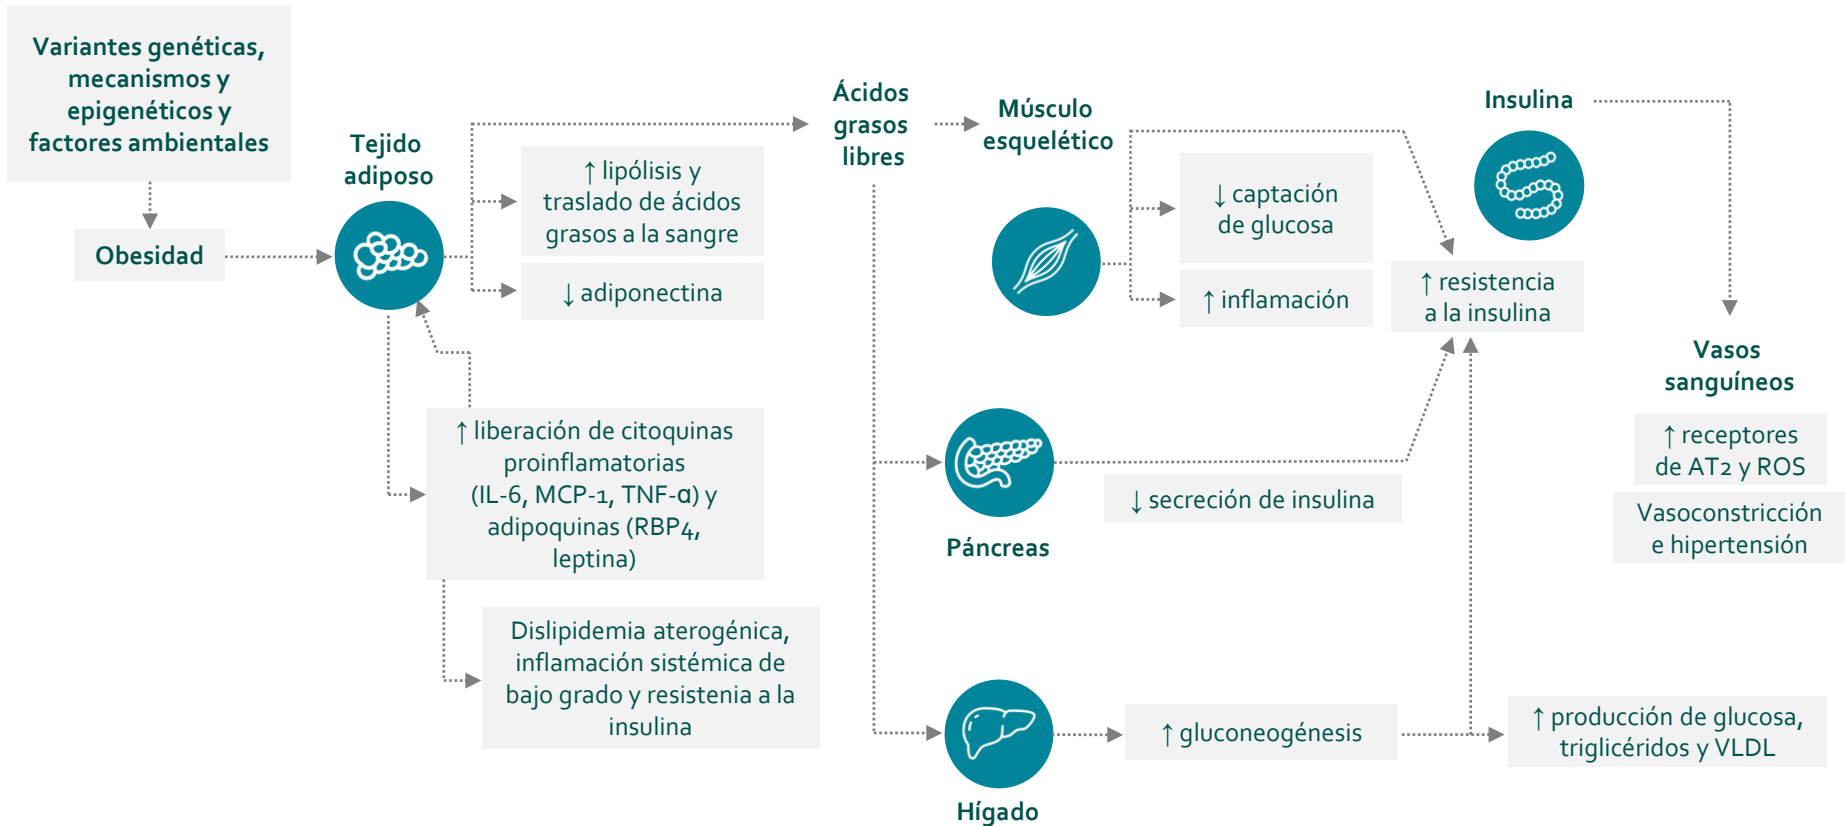 Variantes genéticas,
mecanismos y
epigenéticos y
factores ambientales
Obesidad
Tejido
adiposo
↑ lipólisis y
traslado de ácidos
grasos a la sangre
↓ adiponectina
↑ liberación de citoquinas
proinflamatorias
(IL-6, MCP-1, TNF-α) y
adipoquinas (RBP4,
leptina)
Dislipidemia aterogénica,
inflamación sistémica de
bajo grado y resistenia a la
insulina
Ácidos
grasos
libres
Músculo
esquelético
↓ captación
de glucosa
↑ inflamación
↑ resistencia
a la insulina
Páncreas
↓ secreción de insulina
Hígado
↑ gluconeogénesis
↑ producción de glucosa,
triglicéridos y VLDL
Insulina
Vasos
sanguíneos
↑ receptores
de AT2 y ROS
Vasoconstricción
e hipertensión